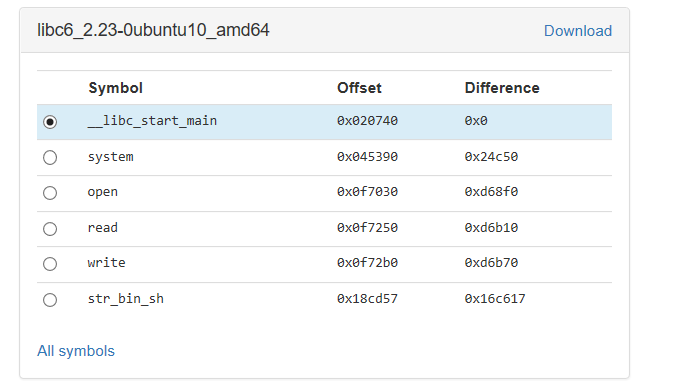 libc6_2.23-0ubuntu10_amd64 Download
Symbol Offset Difference
__libc_start_main 0x020740 0x0
system 0x045390 0x24c50
open 0x0f7030 0xd68f0
read 0x0f7250 0xd6b10
write 0x0f72b0 0xd6b70
str_bin_sh 0x18cd57 0x16c617
All symbols